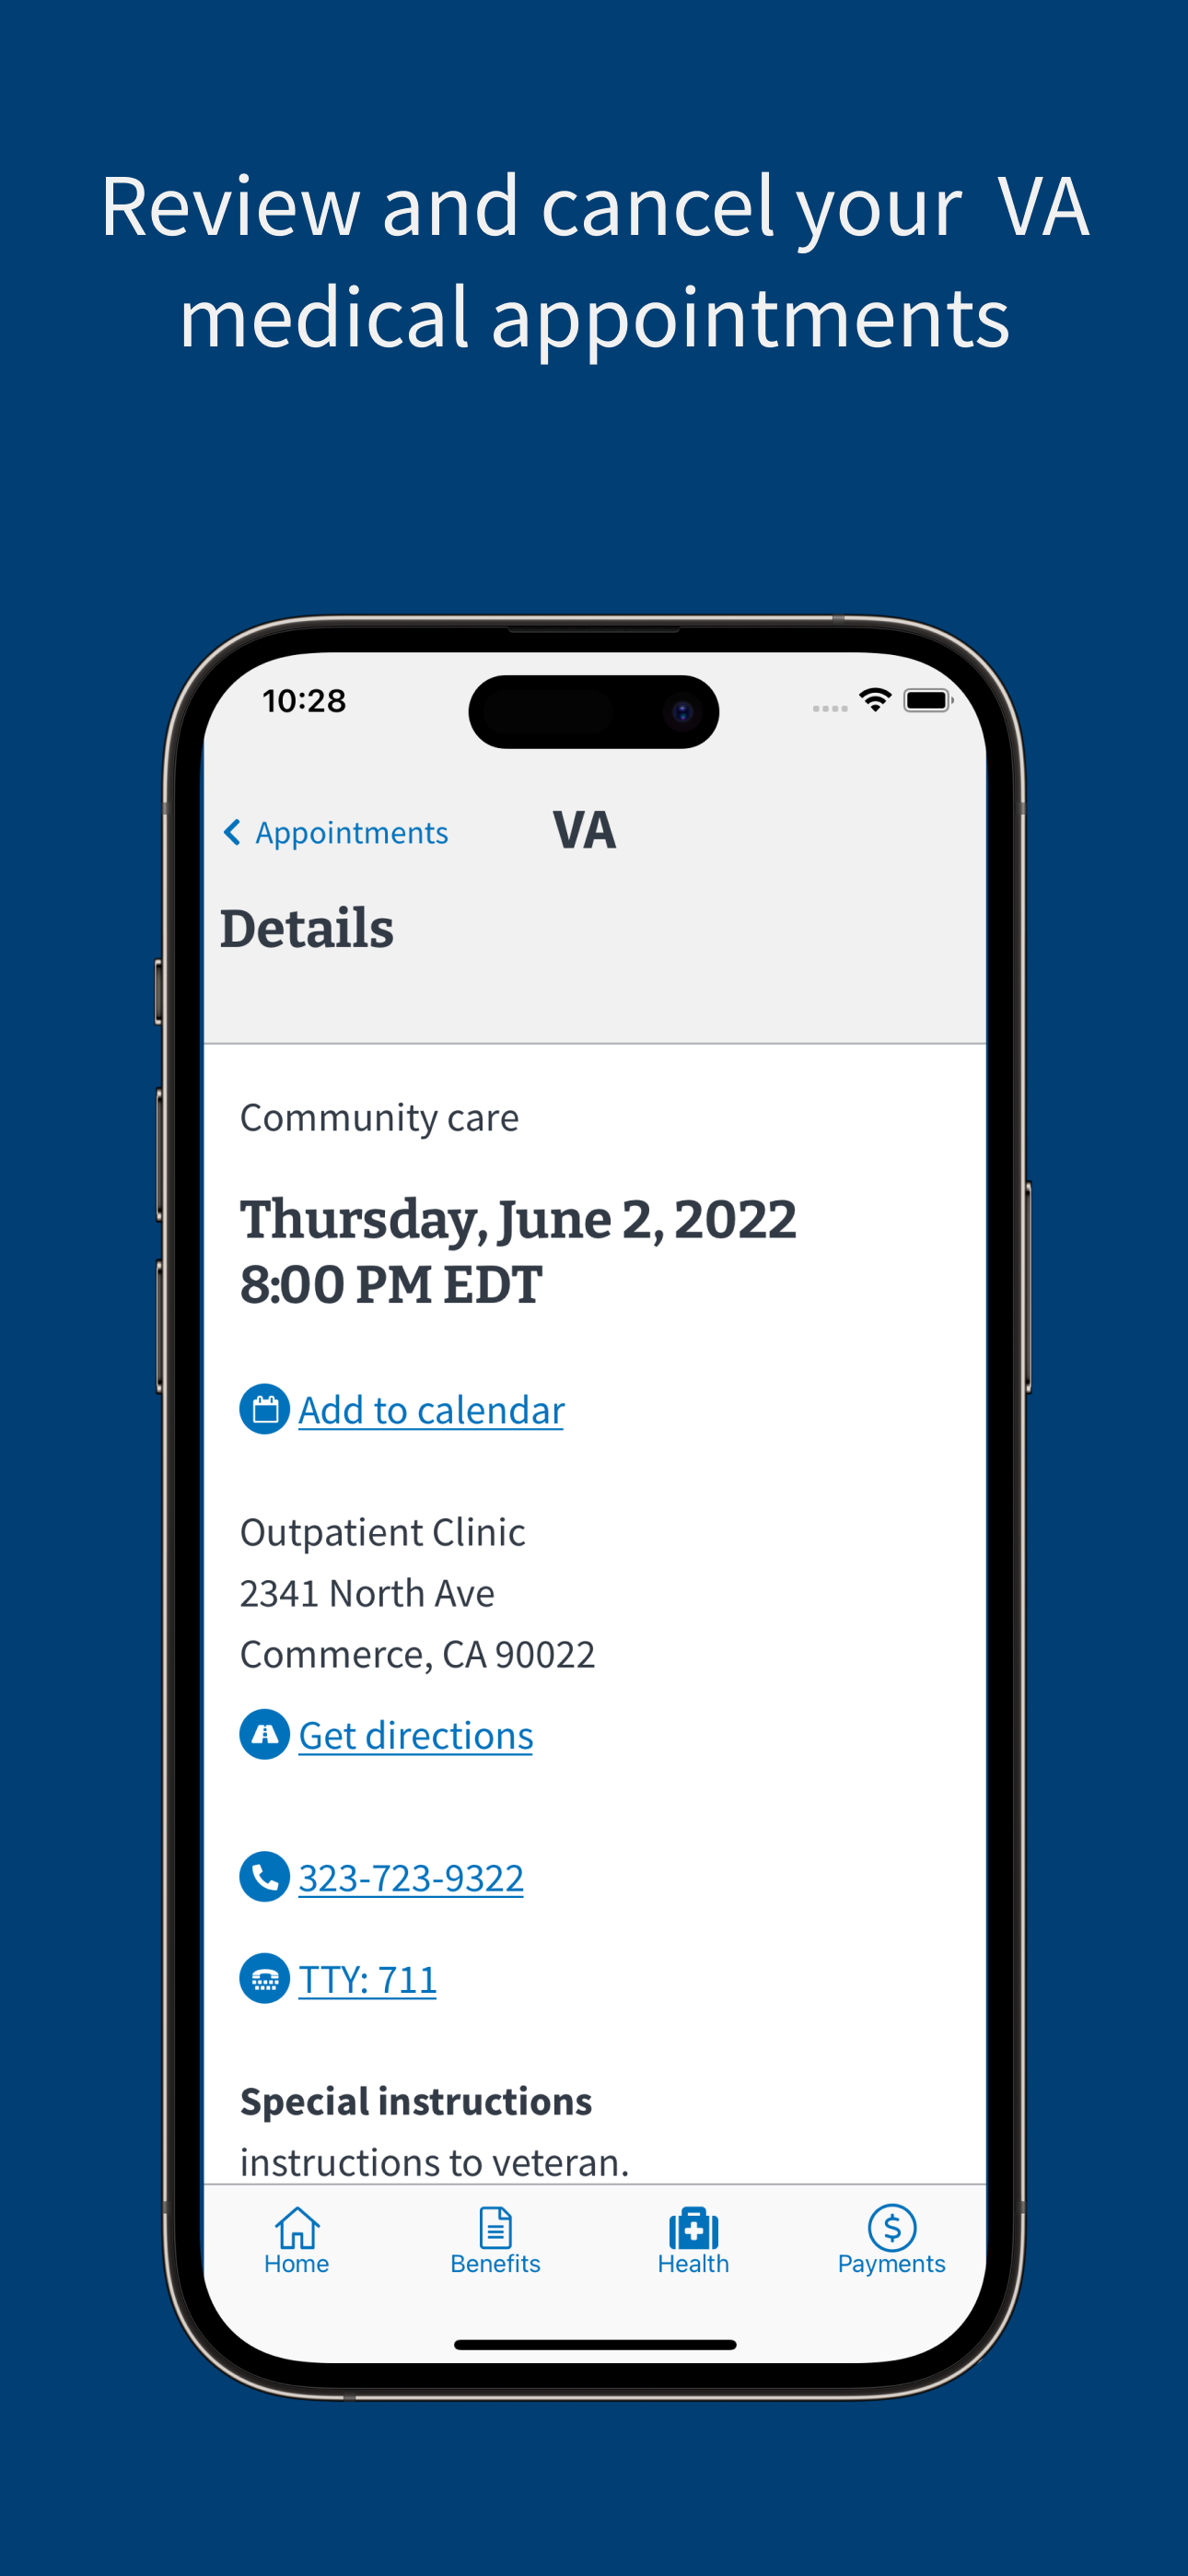 Review and cancel your  VA
medical appointments
10:28
Appointments
VA
Details
Community care
Thursday, June 2, 2022
8:00 PM EDT
Add to calendar
Outpatient Clinic
2341 North Ave
Commerce, CA 90022
Get directions
323-723-9322
TTY: 711
Special instructions
instructions to veteran.
Home Benefits Health Payments